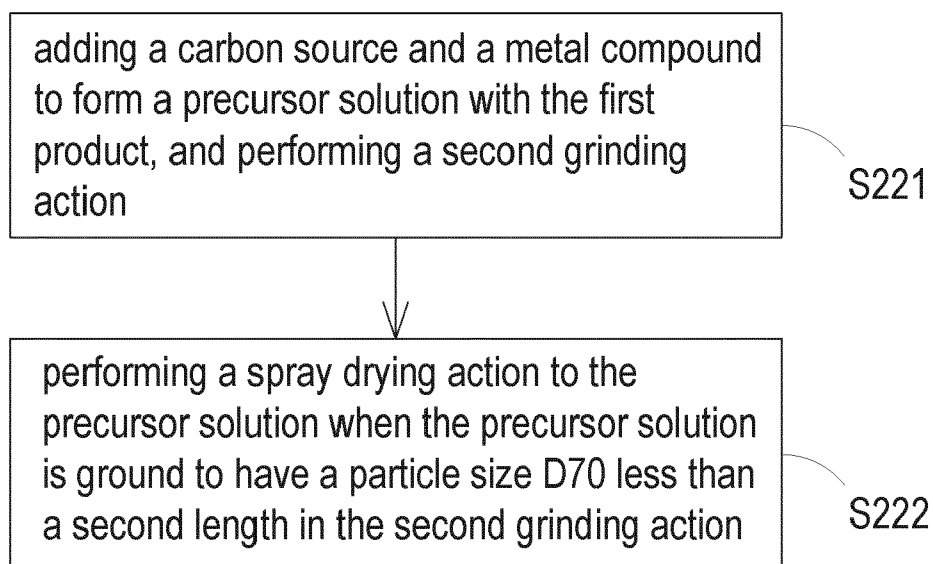 adding a carbon source and a metal compound
to form a precursor solution with the first
product, and performing a second grinding
action
S221
performing a spray drying action to the
precursor solution when the precursor solution
is ground to have a particle size D70 less than
a second length in the second grinding action
S222